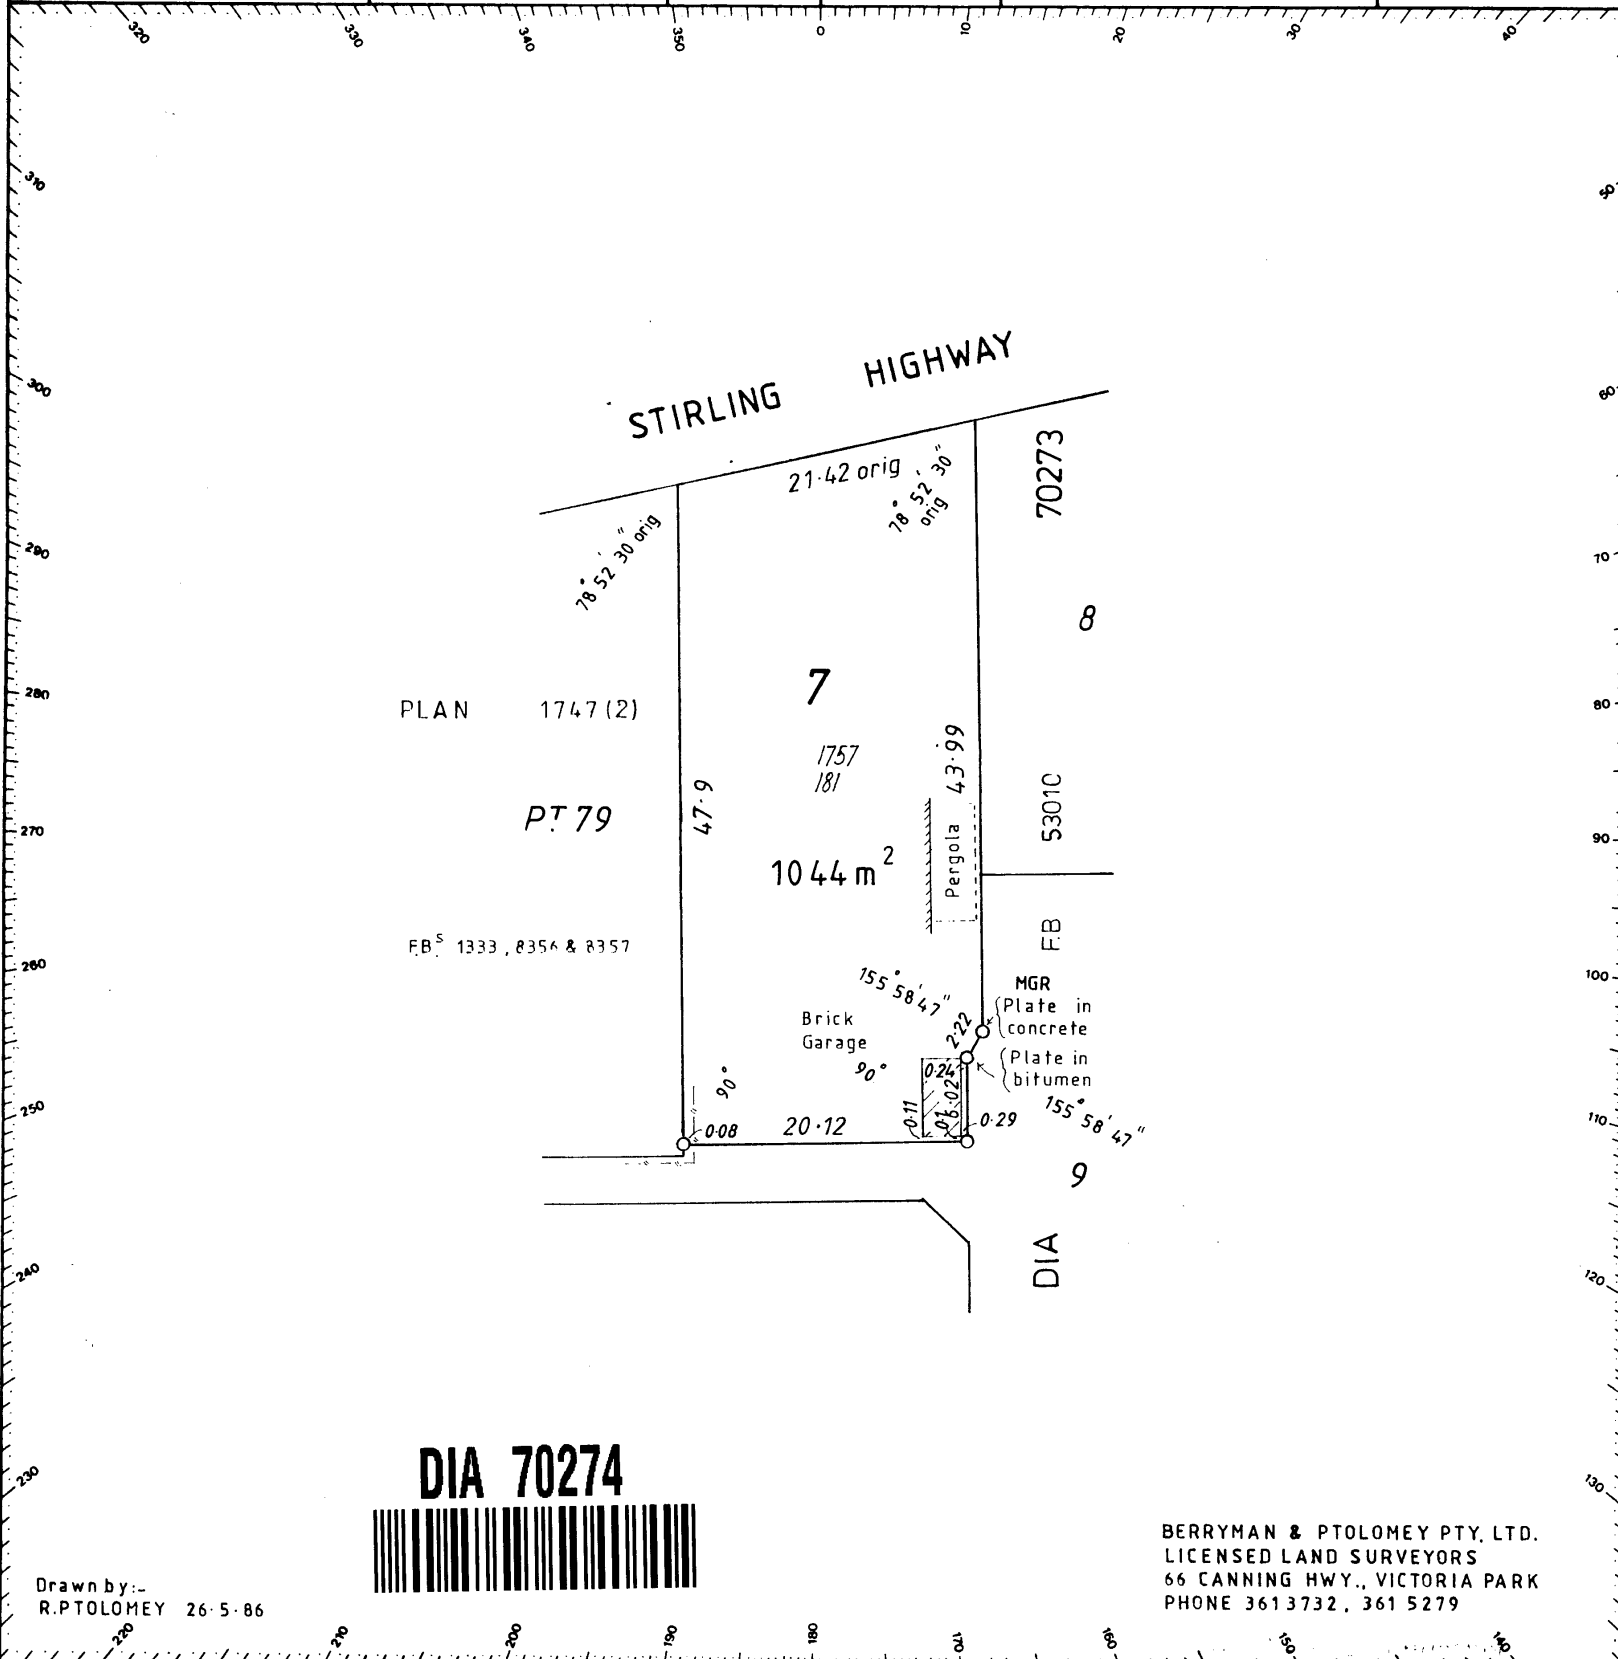 320
330
340
350
0
10
20
30
40
310
50
300
60
STIRLING HIGHWAY
21·42 orig
78° 52' 30" orig
78° 52' 30" orig
70273
290
70
8
7
280
PLAN 1747(2)
80
1757
181
43·99
47·9
53010
PT. 79
270
90
Pergola
1044 m²
F.B
F.Bˢ. 1333, 8356 & 8357
260
155° 58' 47"
100
MGR
Plate in
concrete
2·22
Brick
Garage
Plate in
bitumen
90°
90°
0·24
6·02
0·11
0·1
0·29
155° 58' 47"
250
110
0·08
20·12
9
DIA
240
120
DIA 70274
230
130
BERRYMAN & PTOLOMEY PTY. LTD.
LICENSED LAND SURVEYORS
66 CANNING HWY., VICTORIA PARK
PHONE 3613732, 361 5279
Drawn by:-
R.PTOLOMEY 26·5·86
220
210
200
190
180
170
160
150
140